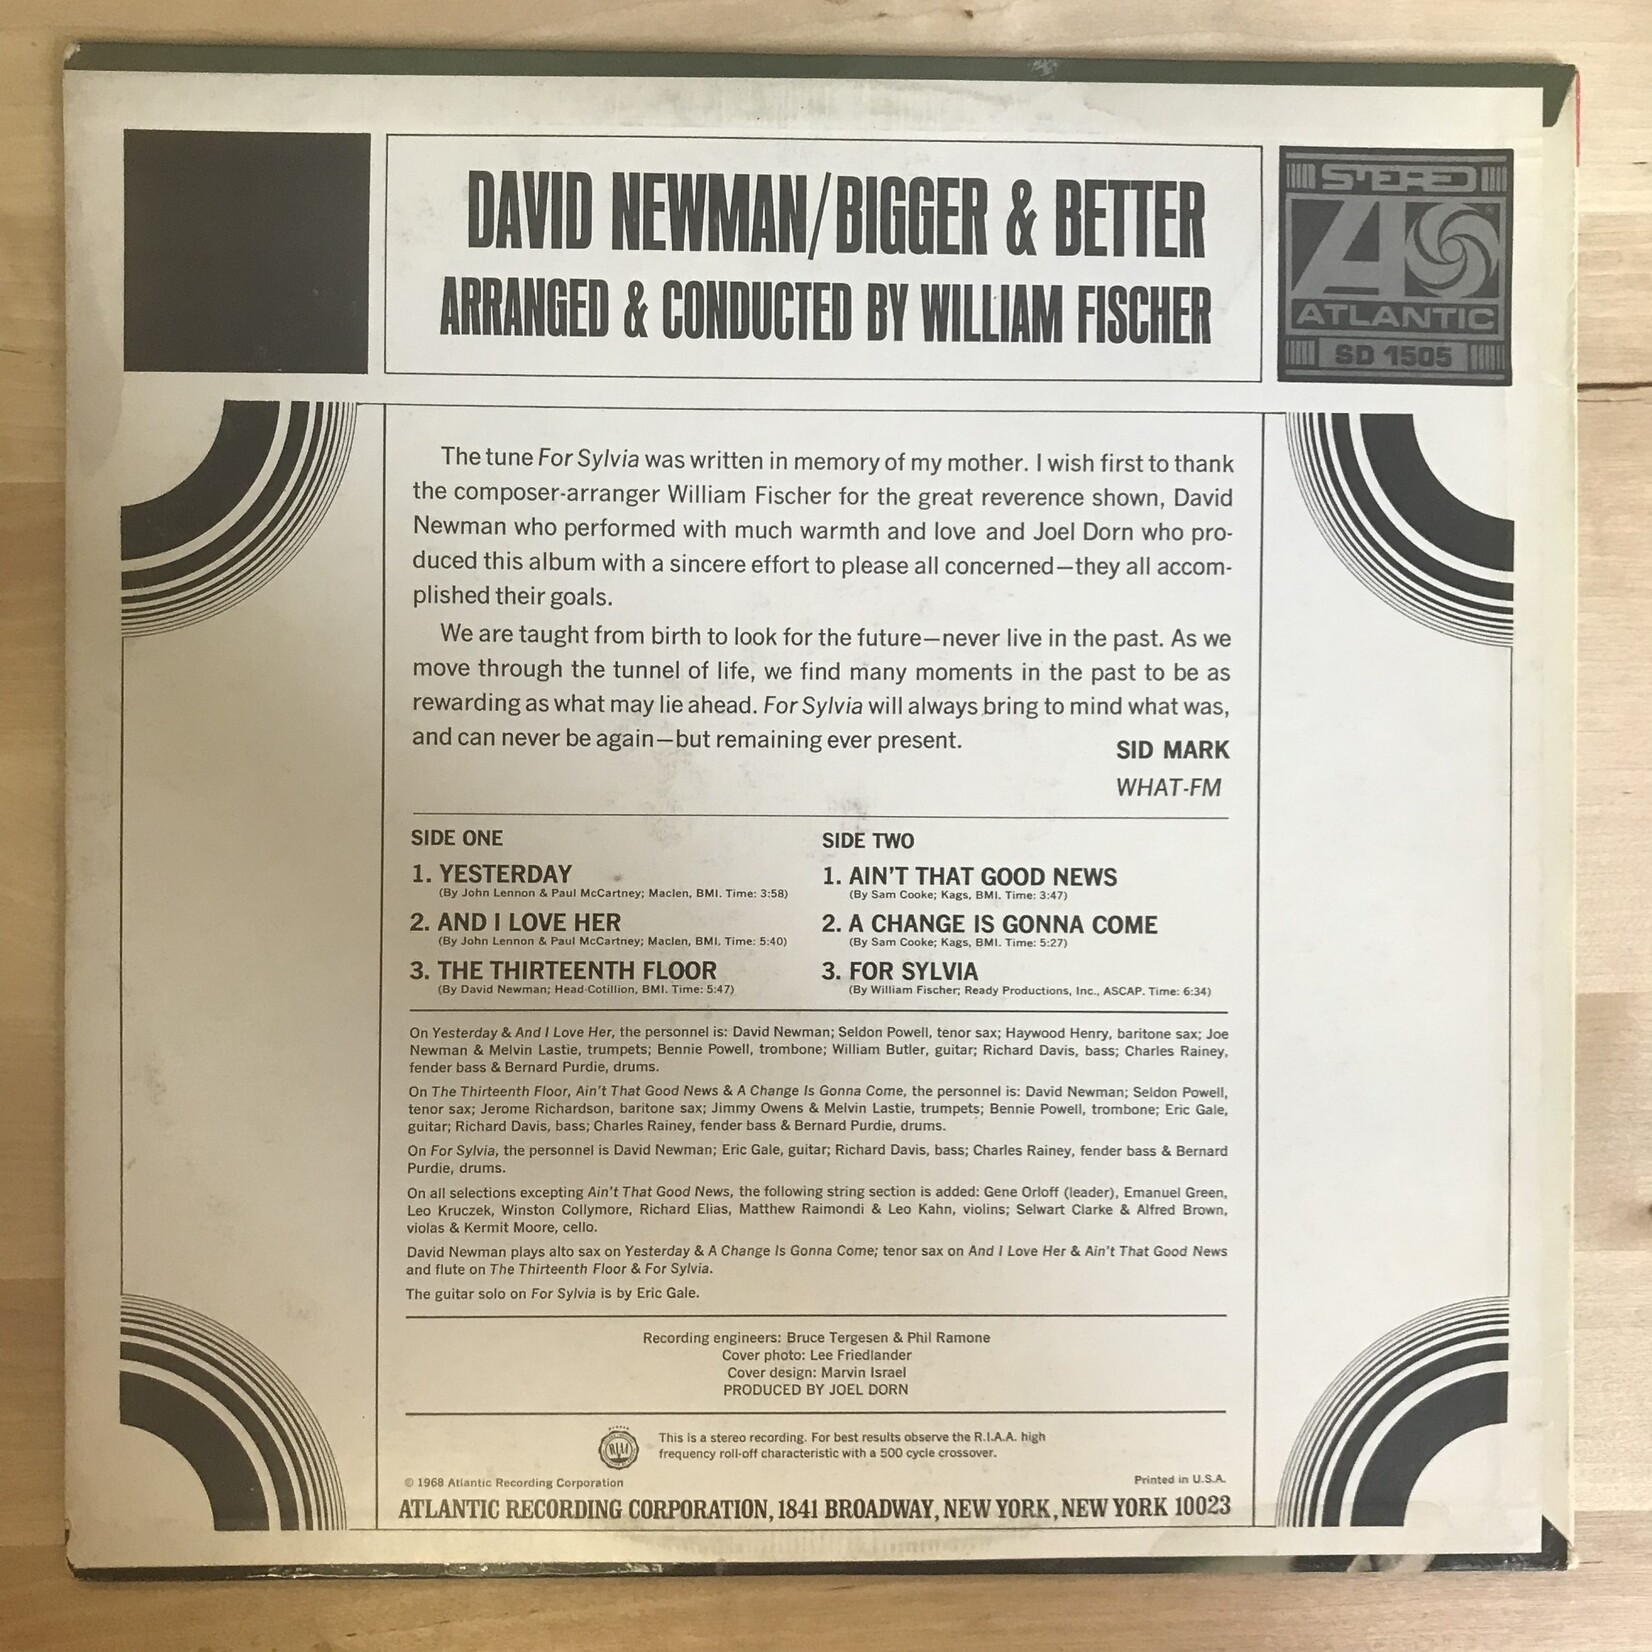 DAVID NEWMAN/BIGGER & BETTER
ARRANGED & CONDUCTED BY WILLIAM FISCHER
STEREO
ATLANTIC
SD 1505
The tune For Sylvia was written in memory of my mother. I wish first to thank
the composer-arranger William Fischer for the great reverence shown, David
Newman who performed with much warmth and love and Joel Dorn who pro-
duced this album with a sincere effort to please all concerned—they all accom-
plished their goals.
We are taught from birth to look for the future—never live in the past. As we
move through the tunnel of life, we find many moments in the past to be as
rewarding as what may lie ahead. For Sylvia will always bring to mind what was,
and can never be again—but remaining ever present.
SID MARK
WHAT-FM
SIDE ONE
1. YESTERDAY
(By John Lennon & Paul McCartney; Maclen, BMI. Time: 3:58)
2. AND I LOVE HER
(By John Lennon & Paul McCartney; Maclen, BMI. Time: 5:40)
3. THE THIRTEENTH FLOOR
(By David Newman; Head-Cotillion, BMI. Time: 5:47)
SIDE TWO
1. AIN'T THAT GOOD NEWS
(By Sam Cooke; Kags, BMI. Time: 3:47)
2. A CHANGE IS GONNA COME
(By Sam Cooke; Kags, BMI. Time: 5:27)
3. FOR SYLVIA
(By William Fischer; Ready Productions, Inc., ASCAP. Time: 6:34)
On Yesterday & And I Love Her, the personnel is: David Newman; Seldon Powell, tenor sax; Haywood Henry, baritone sax; Joe
Newman & Melvin Lastie, trumpets; Bennie Powell, trombone; William Butler, guitar; Richard Davis, bass; Charles Rainey,
fender bass & Bernard Purdie, drums.
On The Thirteenth Floor, Ain't That Good News & A Change Is Gonna Come, the personnel is: David Newman; Seldon Powell,
tenor sax; Jerome Richardson, baritone sax; Jimmy Owens & Melvin Lastie, trumpets; Bennie Powell, trombone; Eric Gale,
guitar; Richard Davis, bass; Charles Rainey, fender bass & Bernard Purdie, drums.
On For Sylvia, the personnel is David Newman; Eric Gale, guitar; Richard Davis, bass; Charles Rainey, fender bass & Bernard
Purdie, drums.
On all selections excepting Ain't That Good News, the following string section is added: Gene Orloff (leader), Emanuel Green,
Leo Kruczek, Winston Collymore, Richard Elias, Matthew Raimondi & Leo Kahn, violins; Selwart Clarke & Alfred Brown,
violas & Kermit Moore, cello.
David Newman plays alto sax on Yesterday & A Change Is Gonna Come; tenor sax on And I Love Her & Ain't That Good News
and flute on The Thirteenth Floor & For Sylvia.
The guitar solo on For Sylvia is by Eric Gale.
Recording engineers: Bruce Tergesen & Phil Ramone
Cover photo: Lee Friedlander
Cover design: Marvin Israel
PRODUCED BY JOEL DORN
This is a stereo recording. For best results observe the R.I.A.A. high
frequency roll-off characteristic with a 500 cycle crossover.
© 1968 Atlantic Recording Corporation
Printed in U.S.A.
ATLANTIC RECORDING CORPORATION, 1841 BROADWAY, NEW YORK, NEW YORK 10023